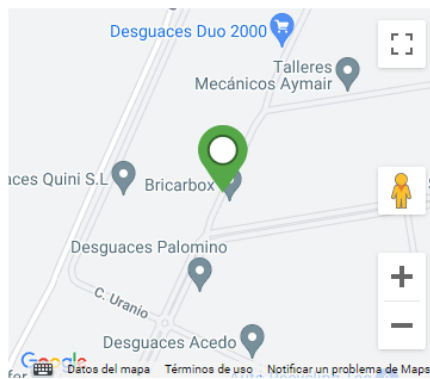 Desguaces Duo 2000
Talleres
Mecánicos Aymair
aces Quini S.L
Bricarbox
Desguaces Palomino
C. Uranio
Desguaces Acedo
Google
Datos del mapa Términos de uso Notificar un problema de Maps